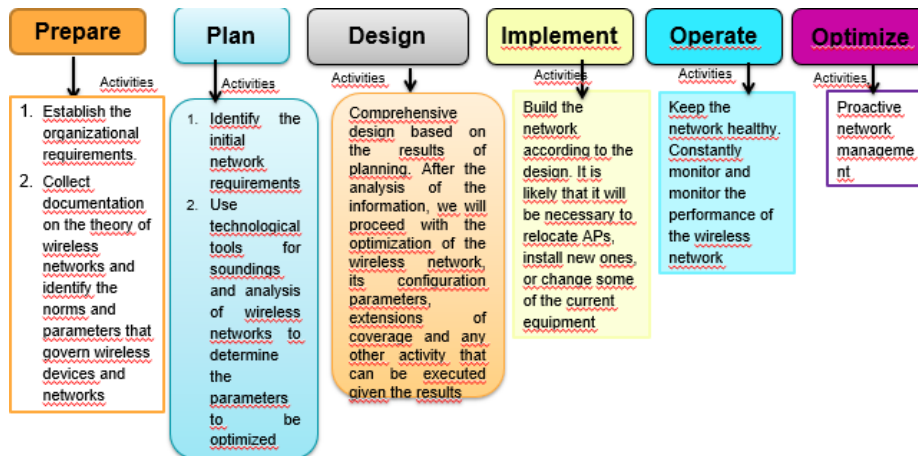 Prepare
Plan
Design
Implement
Operate
Optimize
Activities
Activities
Activities
Activities
Activities
Activities
1. Establish the
organizational
requirements.
2. Collect
documentation
on the theory of
wireless
networks and
identify the
norms and
parameters that
govern wireless
devices and
networks
1. Identify the
initial
network
requirements
2. Use
technological
tools for
soundings
and analysis
of wireless
networks to
determine
the
parameters
to be
optimized
Comprehensive
design based on
the results of
planning. After the
analysis of the
information, we will
proceed with the
optimization of the
wireless network,
its configuration
parameters,
extensions of
coverage and any
other activity that
can be executed
given the results
Build the
network
according to the
design. It is
likely that it will
be necessary to
relocate APs,
install new ones,
or change some
of the current
equipment
Keep the
network healthy.
Constantly
monitor and
monitor the
performance of
the wireless
network
Proactive
network
manageme
nt